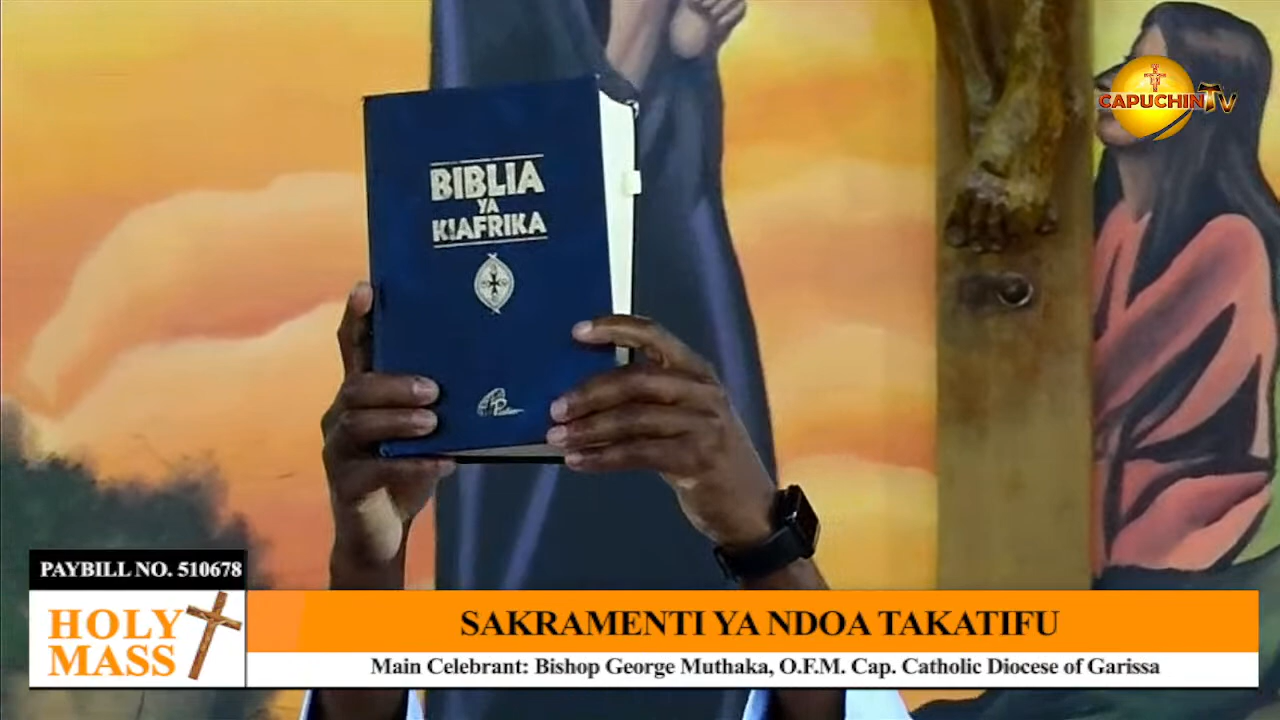 CAPUCHIN TV
BIBLIA
YA
KIAFRIKA
PAYBILL NO. 510678
HOLY
MASS
SAKRAMENTI YA NDOA TAKATIFU
Main Celebrant: Bishop George Muthaka, O.F.M. Cap. Catholic Diocese of Garissa